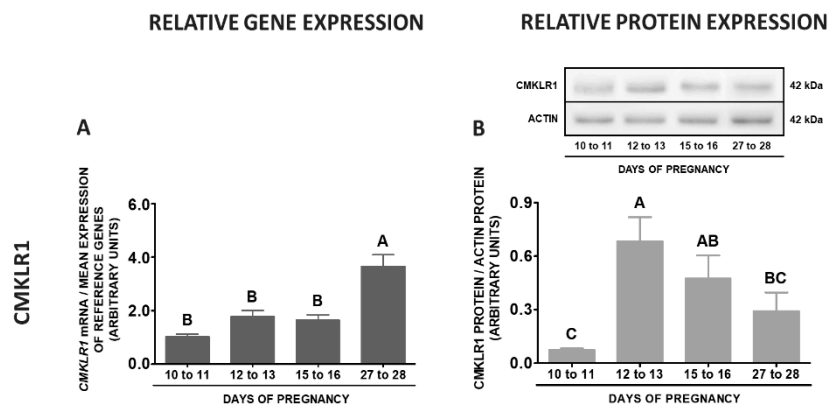 RELATIVE GENE EXPRESSION
RELATIVE PROTEIN EXPRESSION
CMKLR1
A
CMKLR1 mRNA / MEAN EXPRESSION
OF REFERENCE GENES
(ARBITRARY UNITS)
6.0
4.0
2.0
0.0
B
B
B
A
10 to 11
12 to 13
15 to 16
27 to 28
DAYS OF PREGNANCY
B
CMKLR1
42 kDa
ACTIN
42 kDa
10 to 11
12 to 13
15 to 16
27 to 28
DAYS OF PREGNANCY
CMKLR1 PROTEIN / ACTIN PROTEIN
(ARBITRARY UNITS)
0.9
0.6
0.3
0.0
C
A
AB
BC
10 to 11
12 to 13
15 to 16
27 to 28
DAYS OF PREGNANCY